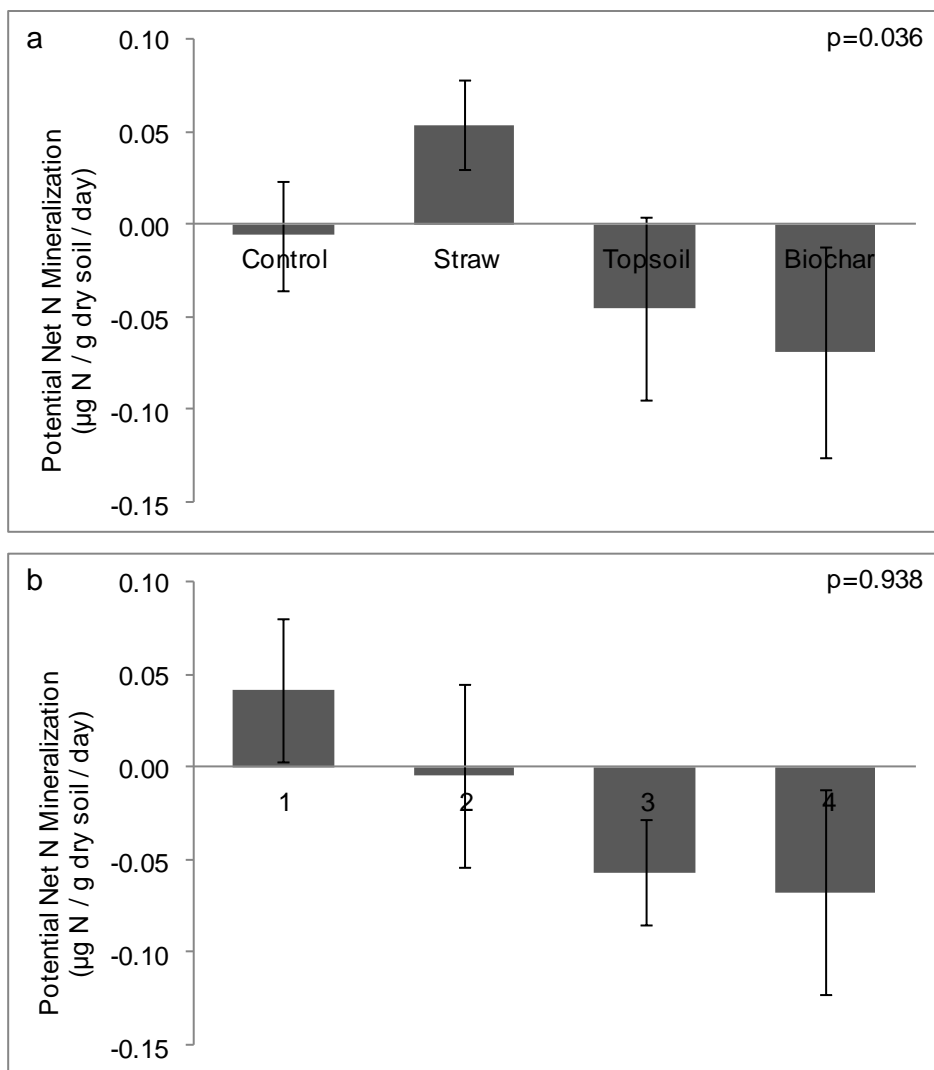 a
p=0.036
0.10
0.05
0.00
-0.05
-0.10
-0.15
Potential Net N Mineralization
(µg N / g dry soil / day)
Control Straw Topsoil Biochar
b
p=0.938
0.10
0.05
0.00
-0.05
-0.10
-0.15
Potential Net N Mineralization
(µg N / g dry soil / day)
1 2 3 4